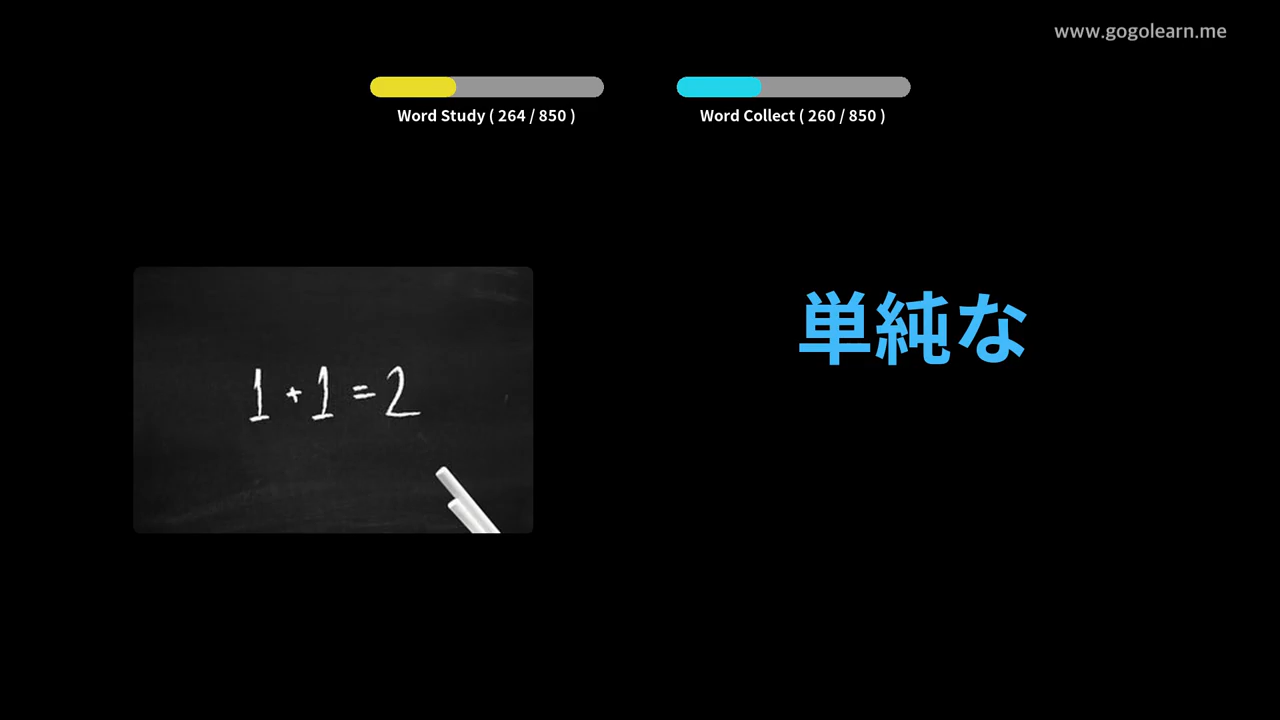 www.gogolearn.me
Word Study ( 264 / 850 )
Word Collect ( 260 / 850 )
1 + 1 = 2
単純な